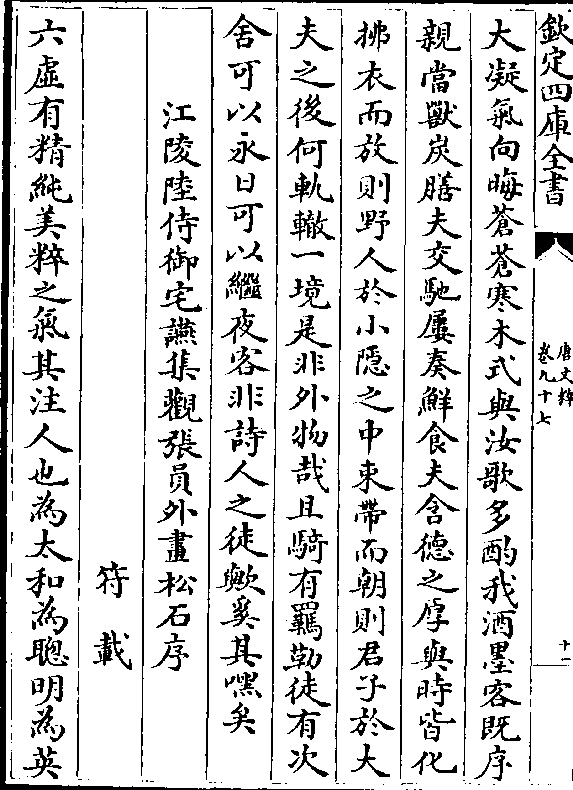 欽定四庫全書
唐文粹
卷九十七
十一
大凝氣向晦蒼蒼寒木式與汝歌多酌我酒墨客既序
親當獸炭膳夫交馳屢奏鮮食夫含德之厚與時皆化
拂衣而放則野人於小隱之中束帶而朝則君子於大
夫之後何軌轍一境是非外物哉且騎有羈勒徒有次
舍可以永日可以繼夜客非詩人之徒歟奚其嘿矣
江陵陸侍御宅讌集觀張員外畫松石序
符載
六虛有精純美粹之氣其注人也為太和為聰明為英